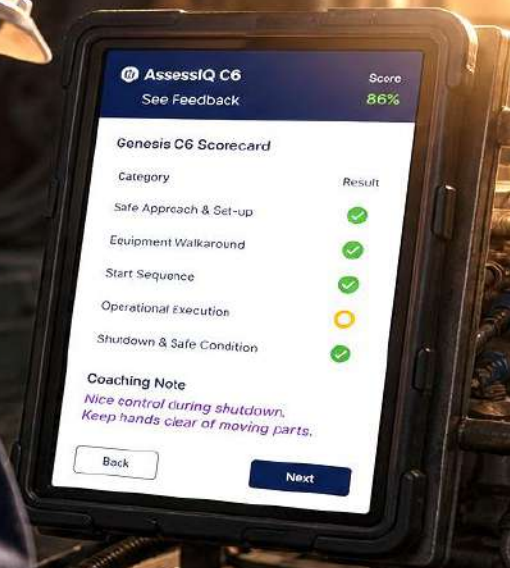 AssessIQ C6
Score
See Feedback
86%
Genesis C6 Scorecard
Category
Result
Safe Approach & Set-up
Equipment Walkaround
Start Sequence
Operational Execution
Shutdown & Safe Condition
Coaching Note
Nice control during shutdown.
Keep hands clear of moving parts.
Back
Next